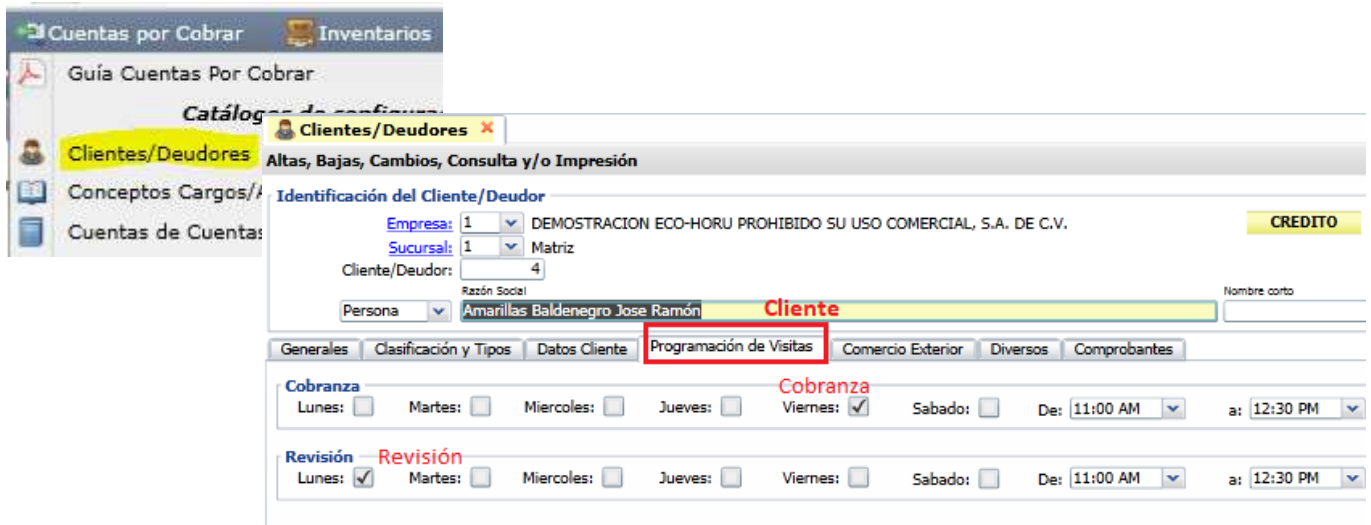 Cuentas por Cobrar Inventarios
Guía Cuentas Por Cobrar
Clientes/Deudores
Conceptos Cargos/
Cuentas de Cuentas
Clientes/Deudores
Altas, Bajas, Cambios, Consulta y/o Impresión
Identificación del Cliente/Deudor
Empresa: 1 DEMOSTRACION ECO-HORU PROHIBIDO SU USO COMERCIAL, S.A. DE C.V. CREDITO
Sucursal: 1 Matriz
Cliente/Deudor: 4
Razón Social Nombre corto
Persona Amarillas Baldenegro Jose Ramón Cliente
Generales Clasificación y Tipos Datos Cliente Programación de Visitas Comercio Exterior Diversos Comprobantes
Cobranza Cobranza
Lunes: Martes: Miercoles: Jueves: Viernes: Sabado: De: 11:00 AM a: 12:30 PM
Revisión Revisión
Lunes: Martes: Miercoles: Jueves: Viernes: Sabado: De: 11:00 AM a: 12:30 PM